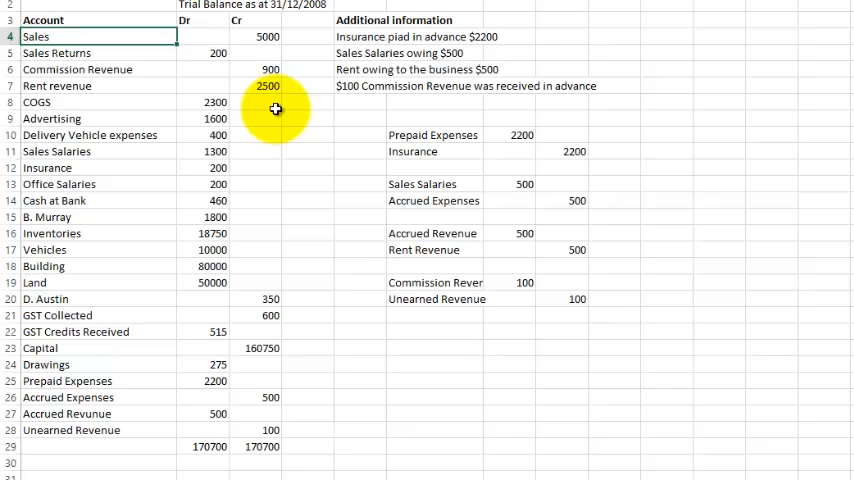 2 Trial Balance as at 31/12/2008
3 Account Dr Cr Additional information
4 Sales 5000 Insurance piad in advance $2200
5 Sales Returns 200 Sales Salaries owing $500
6 Commission Revenue 900 Rent owing to the business $500
7 Rent revenue 2500 $100 Commission Revenue was received in advance
8 COGS 2300
9 Advertising 1600
10 Delivery Vehicle expenses 400 Prepaid Expenses 2200
11 Sales Salaries 1300 Insurance 2200
12 Insurance 200
13 Office Salaries 200 Sales Salaries 500
14 Cash at Bank 460 Accrued Expenses 500
15 B. Murray 1800
16 Inventories 18750 Accrued Revenue 500
17 Vehicles 10000 Rent Revenue 500
18 Building 80000
19 Land 50000 Commission Rever 100
20 D. Austin 350 Unearned Revenue 100
21 GST Collected 600
22 GST Credits Received 515
23 Capital 160750
24 Drawings 275
25 Prepaid Expenses 2200
26 Accrued Expenses 500
27 Accrued Revunue 500
28 Unearned Revenue 100
29 170700 170700
30